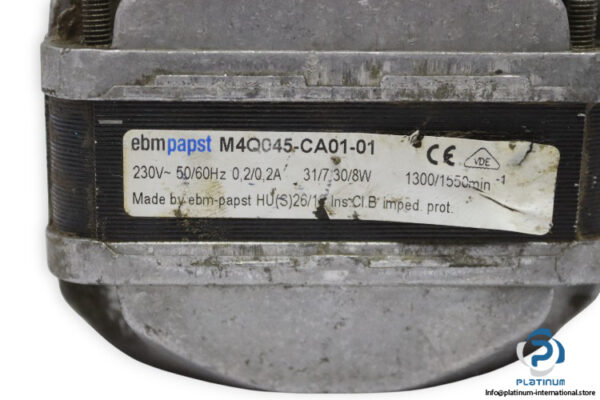 ebmpapst M4Q045-CA01-01
CE VDE
230V~ 50/60Hz 0,2/0,2A 31/7,30/8W 1300/1550min -1
Made by ebm-papst HU(S)26/1 Ins.Cl.B imped. prot.
PLATINUM
Info@platinum-international.store